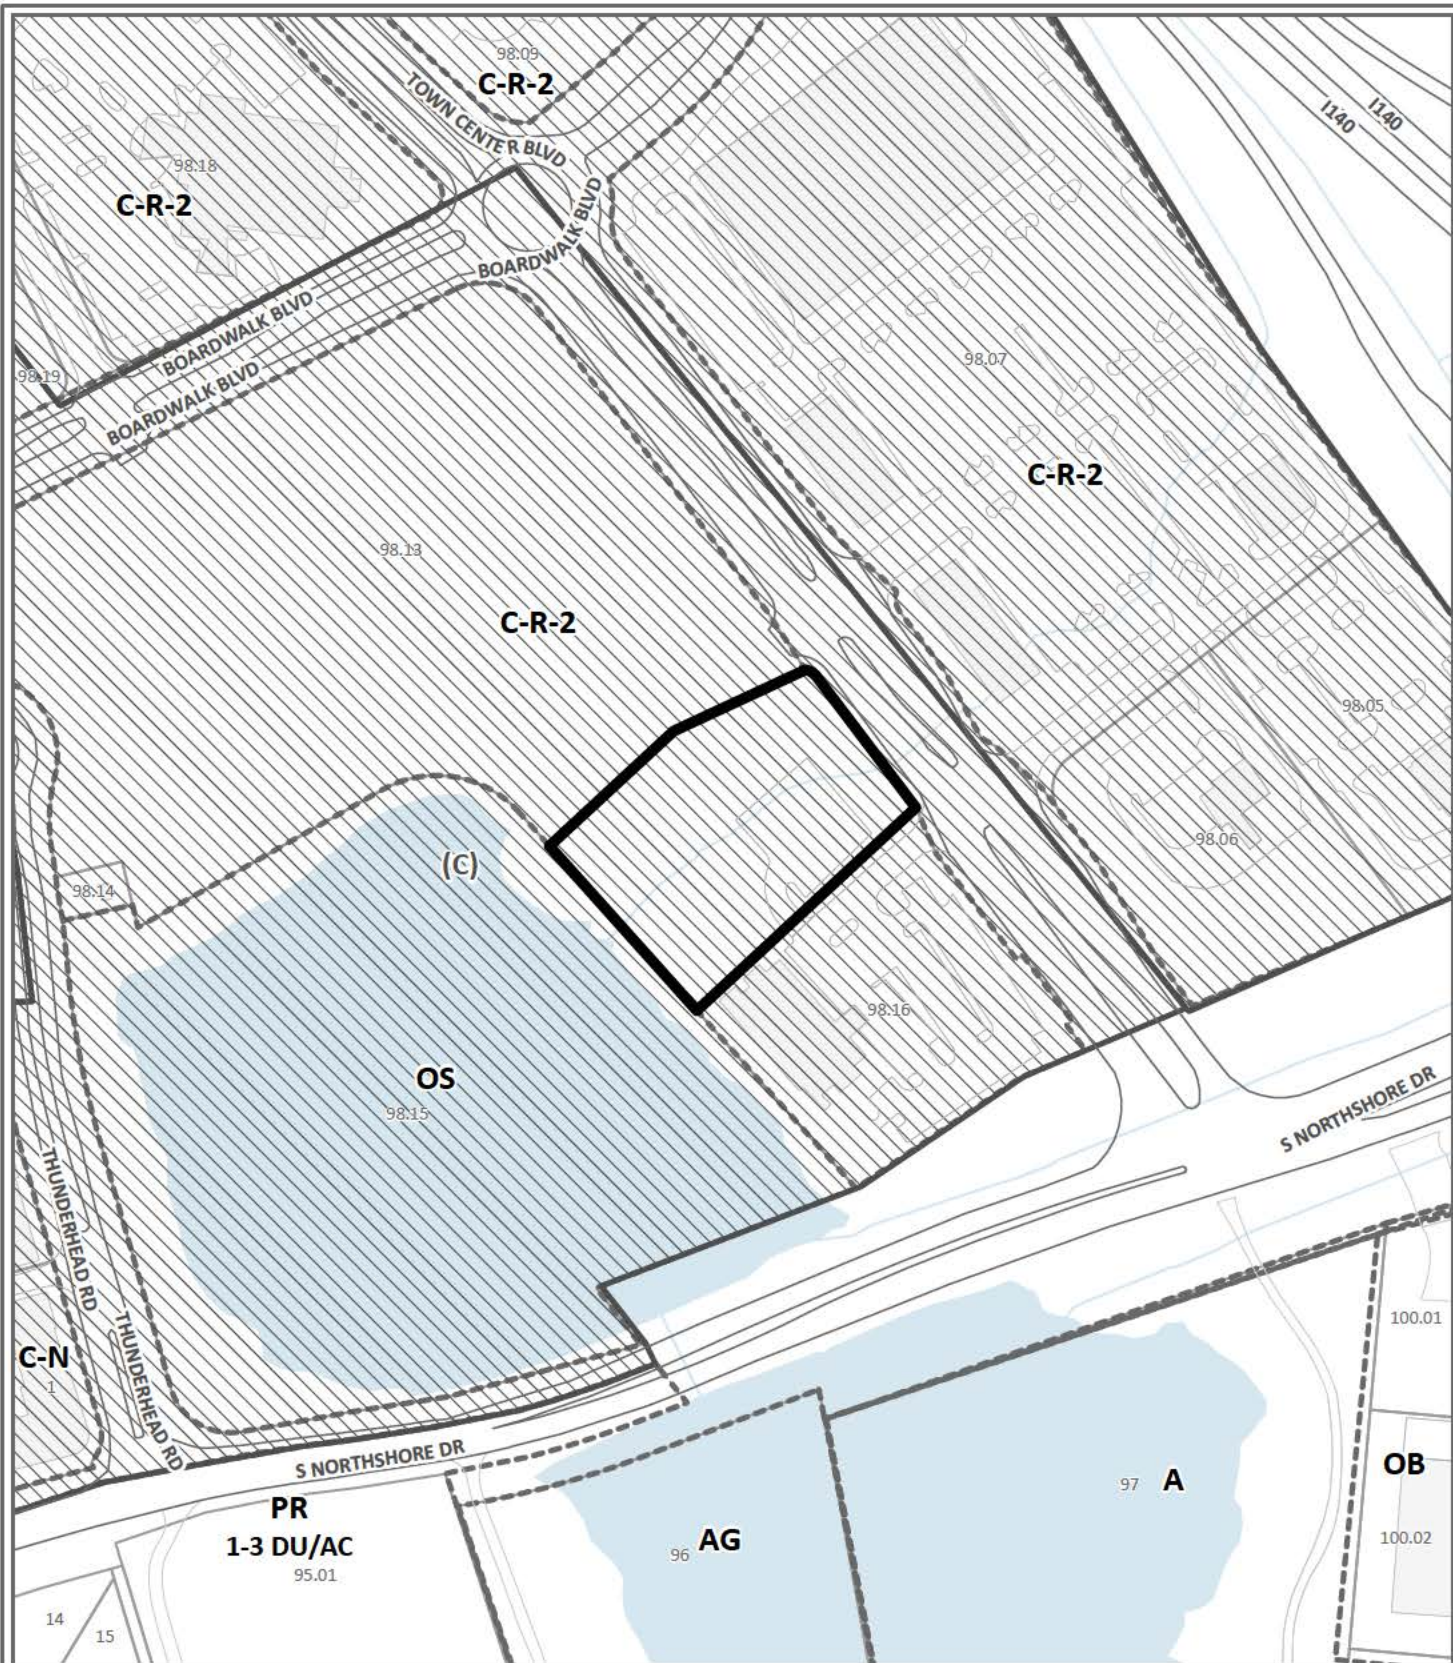 98.09
C-R-2
TOWN CENTER BLVD
I140
I140
98.18
C-R-2
BOARDWALK BLVD
BOARDWALK BLVD
BOARDWALK BLVD
98.19
98.07
C-R-2
98.13
C-R-2
98.05
98.06
(C)
98.14
98.16
OS
98.15
S NORTHSHORE DR
THUNDERHEAD RD
THUNDERHEAD RD
C-N
1
100.01
S NORTHSHORE DR
PR
1-3 DU/AC
95.01
97
A
OB
100.02
96
AG
14
15